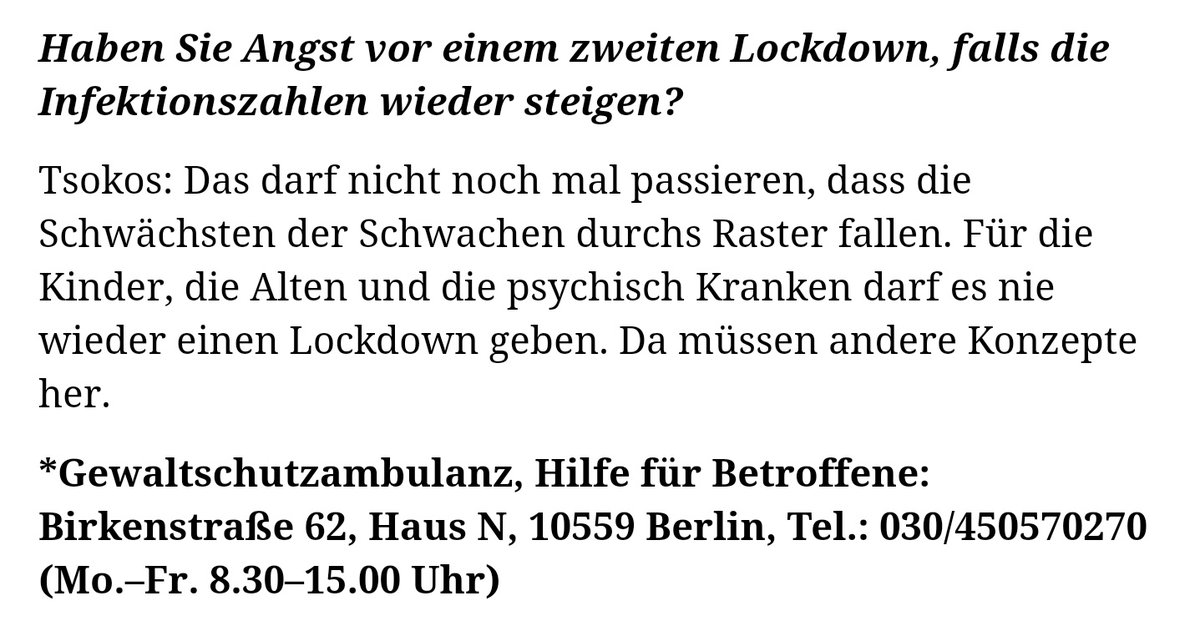 Haben Sie Angst vor einem zweiten Lockdown, falls die
Infektionszahlen wieder steigen?
Tsokos: Das darf nicht noch mal passieren, dass die
Schwächsten der Schwachen durchs Raster fallen. Für die
Kinder, die Alten und die psychisch Kranken darf es nie
wieder einen Lockdown geben. Da müssen andere Konzepte
her.
*Gewaltschutzambulanz, Hilfe für Betroffene:
Birkenstraße 62, Haus N, 10559 Berlin, Tel.: 030/450570270
(Mo.–Fr. 8.30–15.00 Uhr)